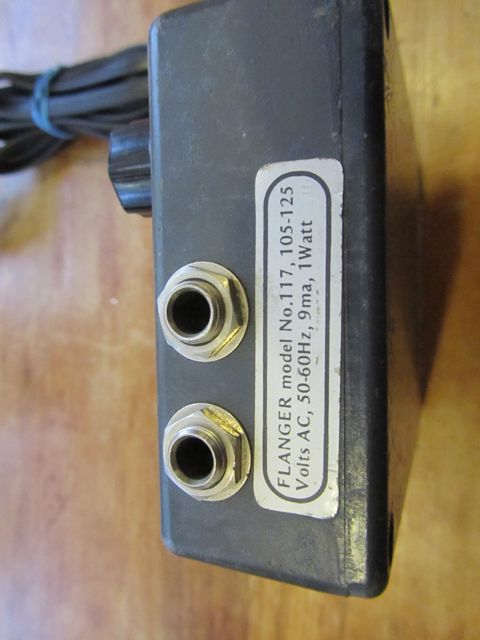 FLANGER model No.117, 105-125
Volts AC, 50-60Hz, 9ma, 1Watt